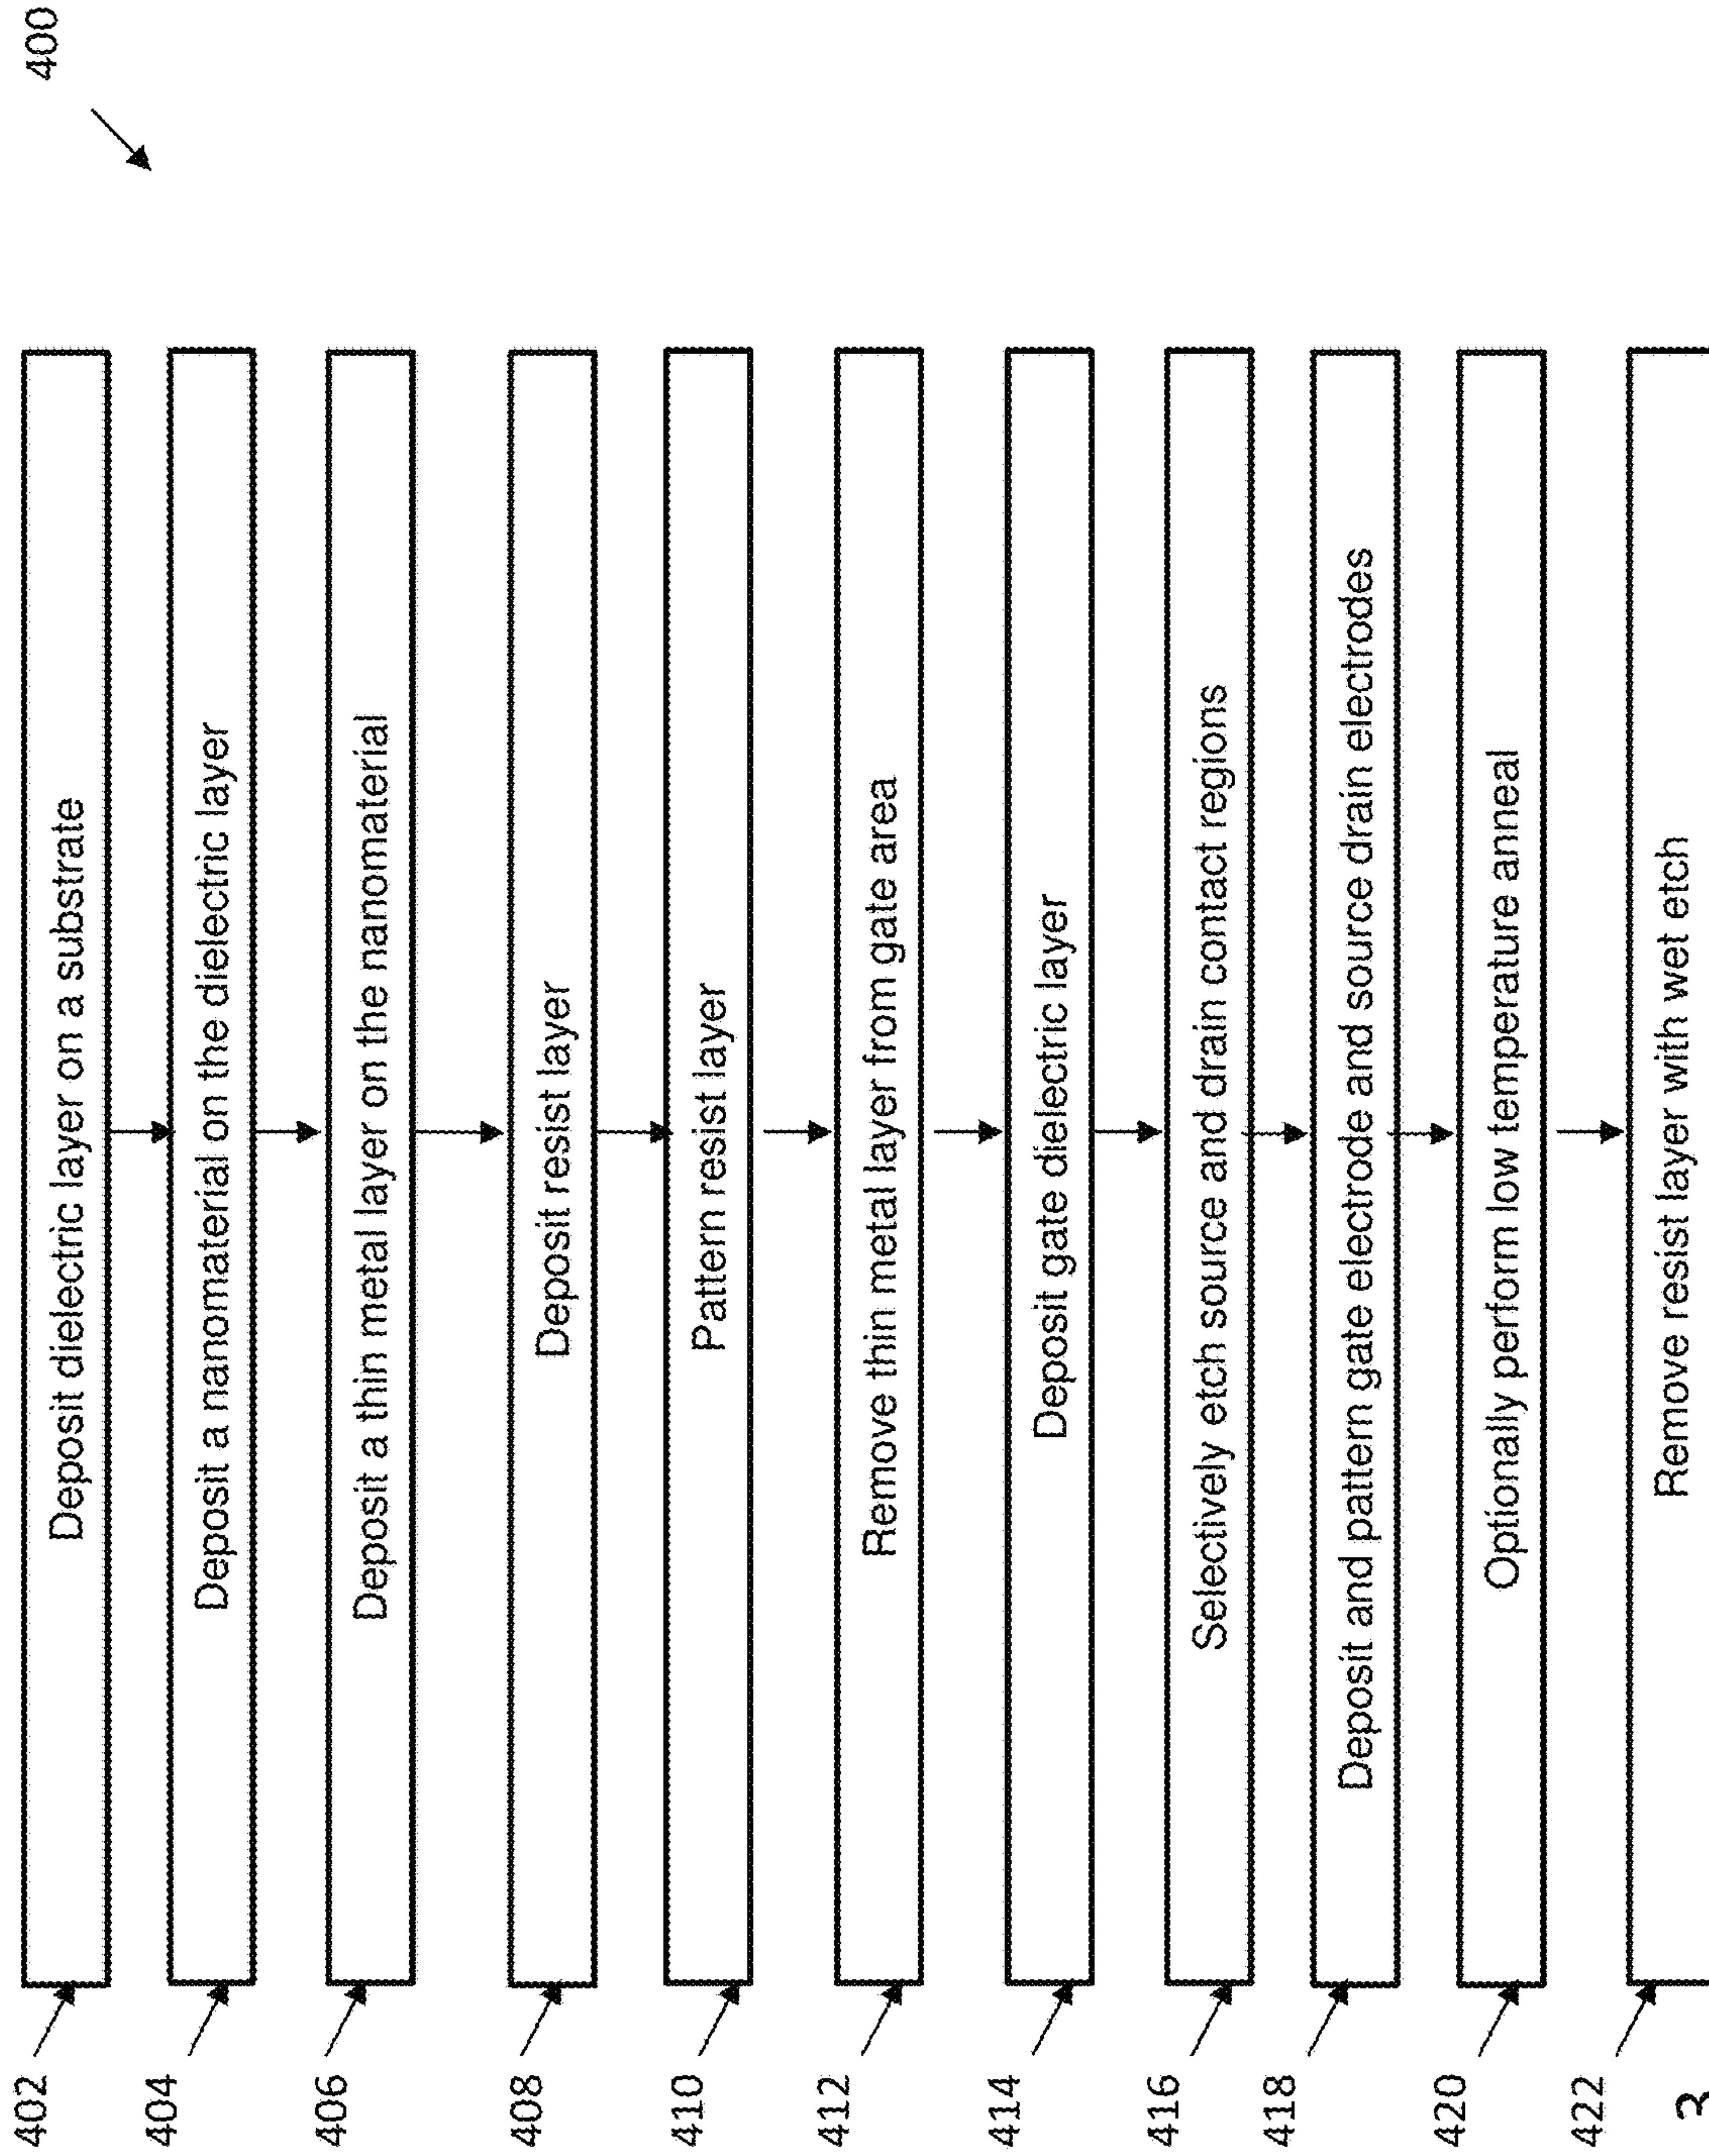 400
402
Deposit dielectric layer on a substrate
404
Deposit a nanomaterial on the dielectric layer
406
Deposit a thin metal layer on the nanomaterial
408
Deposit resist layer
410
Pattern resist layer
412
Remove thin metal layer from gate area
414
Deposit gate dielectric layer
416
Selectively etch source and drain contact regions
418
Deposit and pattern gate electrode and source drain electrodes
420
Optionally perform low temperature anneal
422
Remove resist layer with wet etch